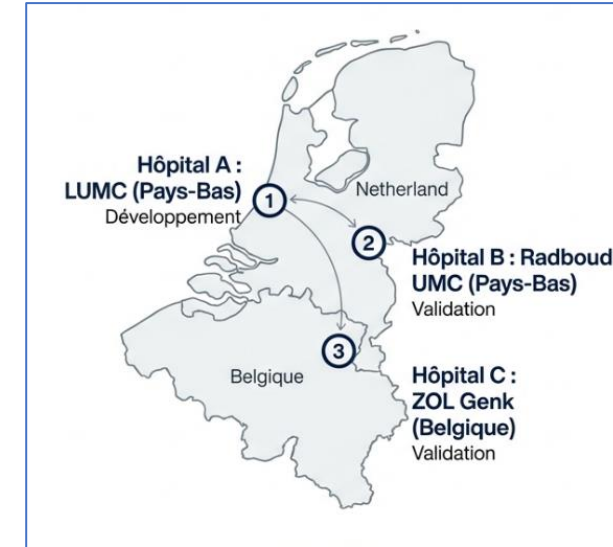 Hôpital A :
LUMC (Pays-Bas)
Développement
1
Netherland
2
Hôpital B : Radboud
UMC (Pays-Bas)
Validation
3
Belgique
Hôpital C :
ZOL Genk
(Belgique)
Validation